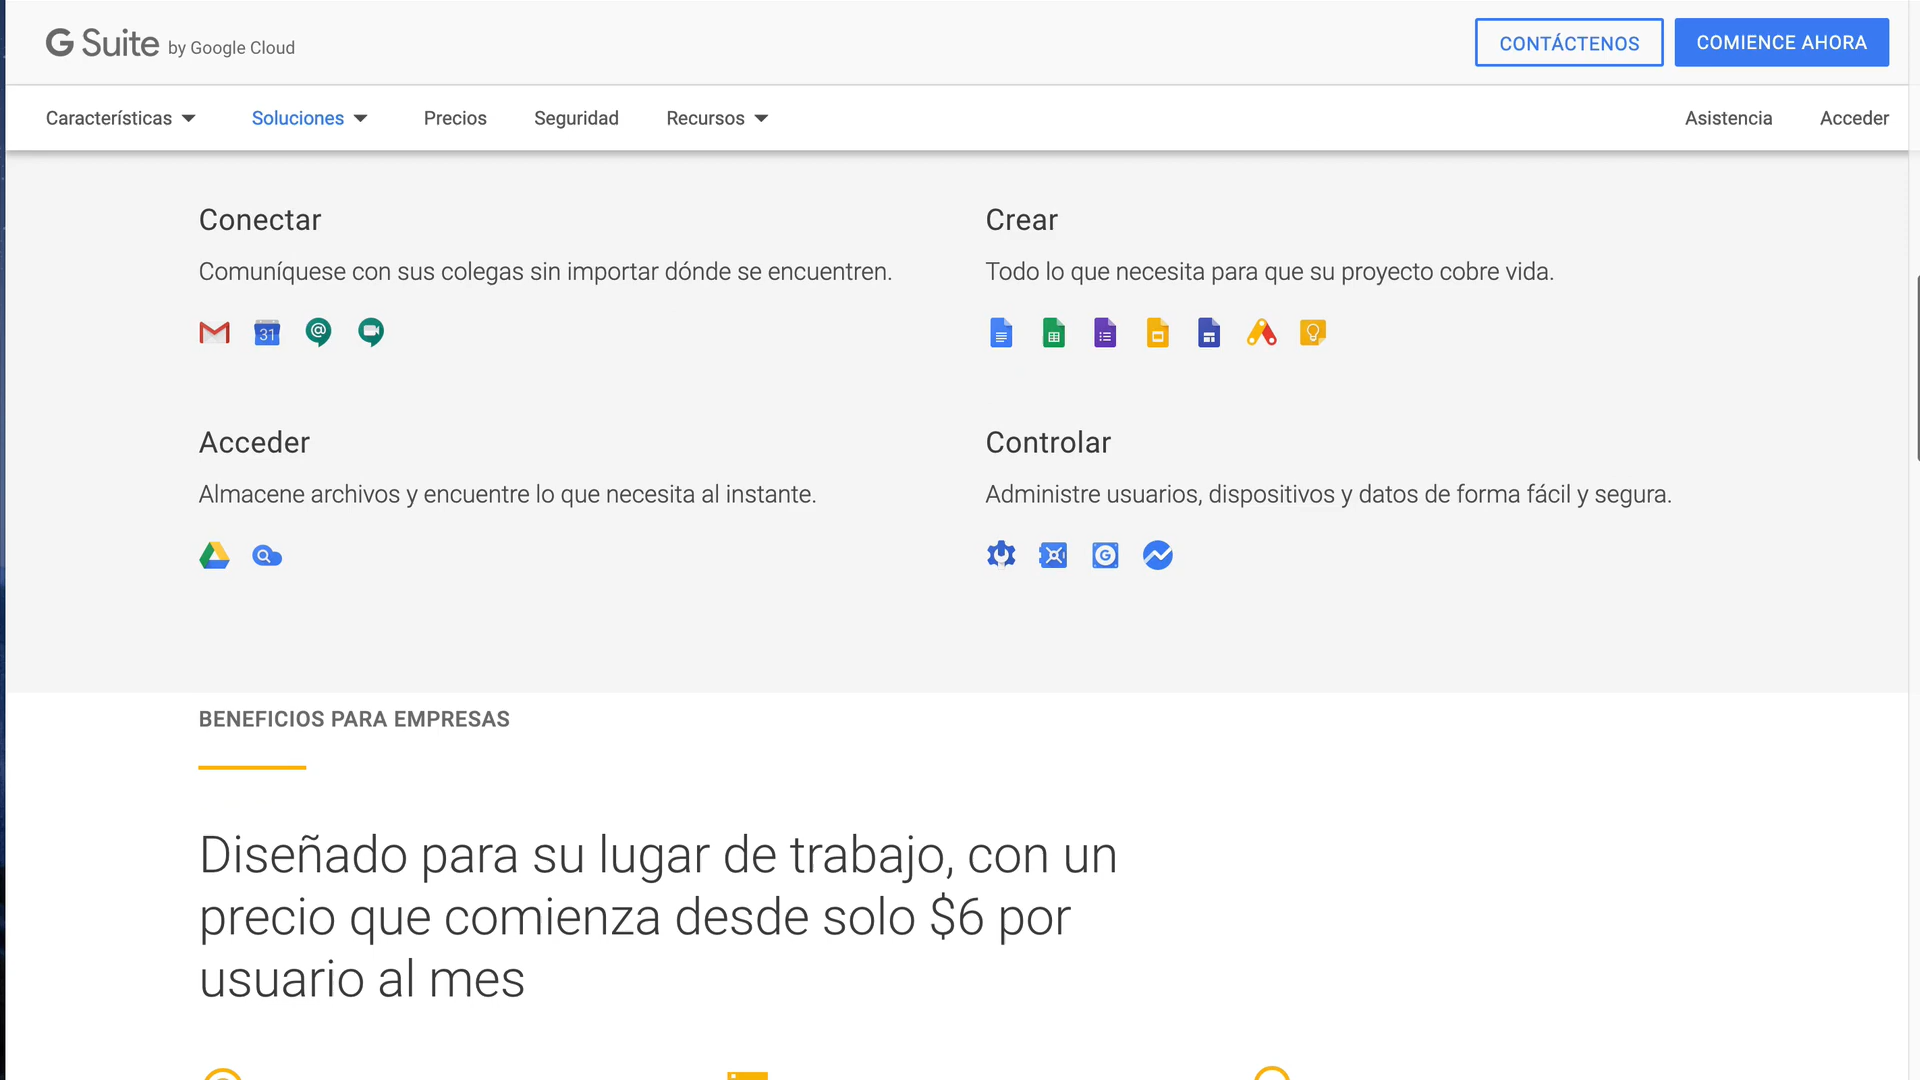 G Suite by Google Cloud
CONTÁCTENOS
COMIENCE AHORA
Características
Soluciones
Precios
Seguridad
Recursos
Asistencia
Acceder
Conectar
Comuníquese con sus colegas sin importar dónde se encuentren.
31
Crear
Todo lo que necesita para que su proyecto cobre vida.
Acceder
Almacene archivos y encuentre lo que necesita al instante.
Controlar
Administre usuarios, dispositivos y datos de forma fácil y segura.
BENEFICIOS PARA EMPRESAS
Diseñado para su lugar de trabajo, con un
precio que comienza desde solo $6 por
usuario al mes